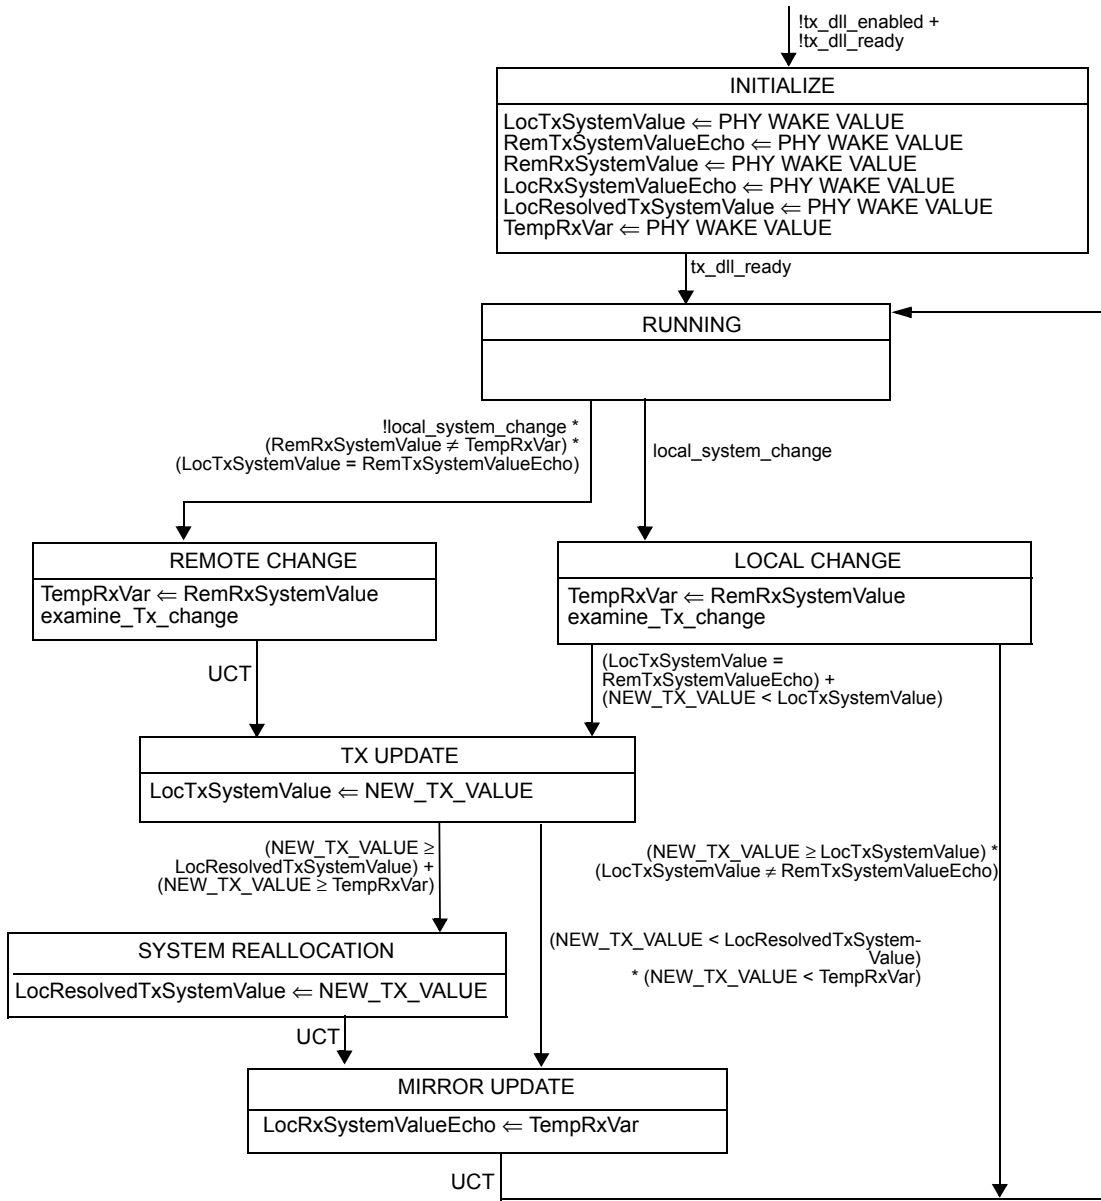 !tx_dll_enabled +
!tx_dll_ready
INITIALIZE
LocTxSystemValue ⇐ PHY WAKE VALUE
RemTxSystemValueEcho ⇐ PHY WAKE VALUE
RemRxSystemValue ⇐ PHY WAKE VALUE
LocRxSystemValueEcho ⇐ PHY WAKE VALUE
LocResolvedTxSystemValue ⇐ PHY WAKE VALUE
TempRxVar ⇐ PHY WAKE VALUE
tx_dll_ready
RUNNING
!local_system_change *
(RemRxSystemValue ≠ TempRxVar) *
(LocTxSystemValue = RemTxSystemValueEcho)
local_system_change
REMOTE CHANGE
TempRxVar ⇐ RemRxSystemValue
examine_Tx_change
LOCAL CHANGE
TempRxVar ⇐ RemRxSystemValue
examine_Tx_change
UCT
(LocTxSystemValue =
RemTxSystemValueEcho) +
(NEW_TX_VALUE < LocTxSystemValue)
TX UPDATE
LocTxSystemValue ⇐ NEW_TX_VALUE
(NEW_TX_VALUE ≥
LocResolvedTxSystemValue) +
(NEW_TX_VALUE ≥ TempRxVar)
(NEW_TX_VALUE ≥ LocTxSystemValue) *
(LocTxSystemValue ≠ RemTxSystemValueEcho)
(NEW_TX_VALUE < LocResolvedTxSystem-
Value)
* (NEW_TX_VALUE < TempRxVar)
SYSTEM REALLOCATION
LocResolvedTxSystemValue ⇐ NEW_TX_VALUE
UCT
MIRROR UPDATE
LocRxSystemValueEcho ⇐ TempRxVar
UCT